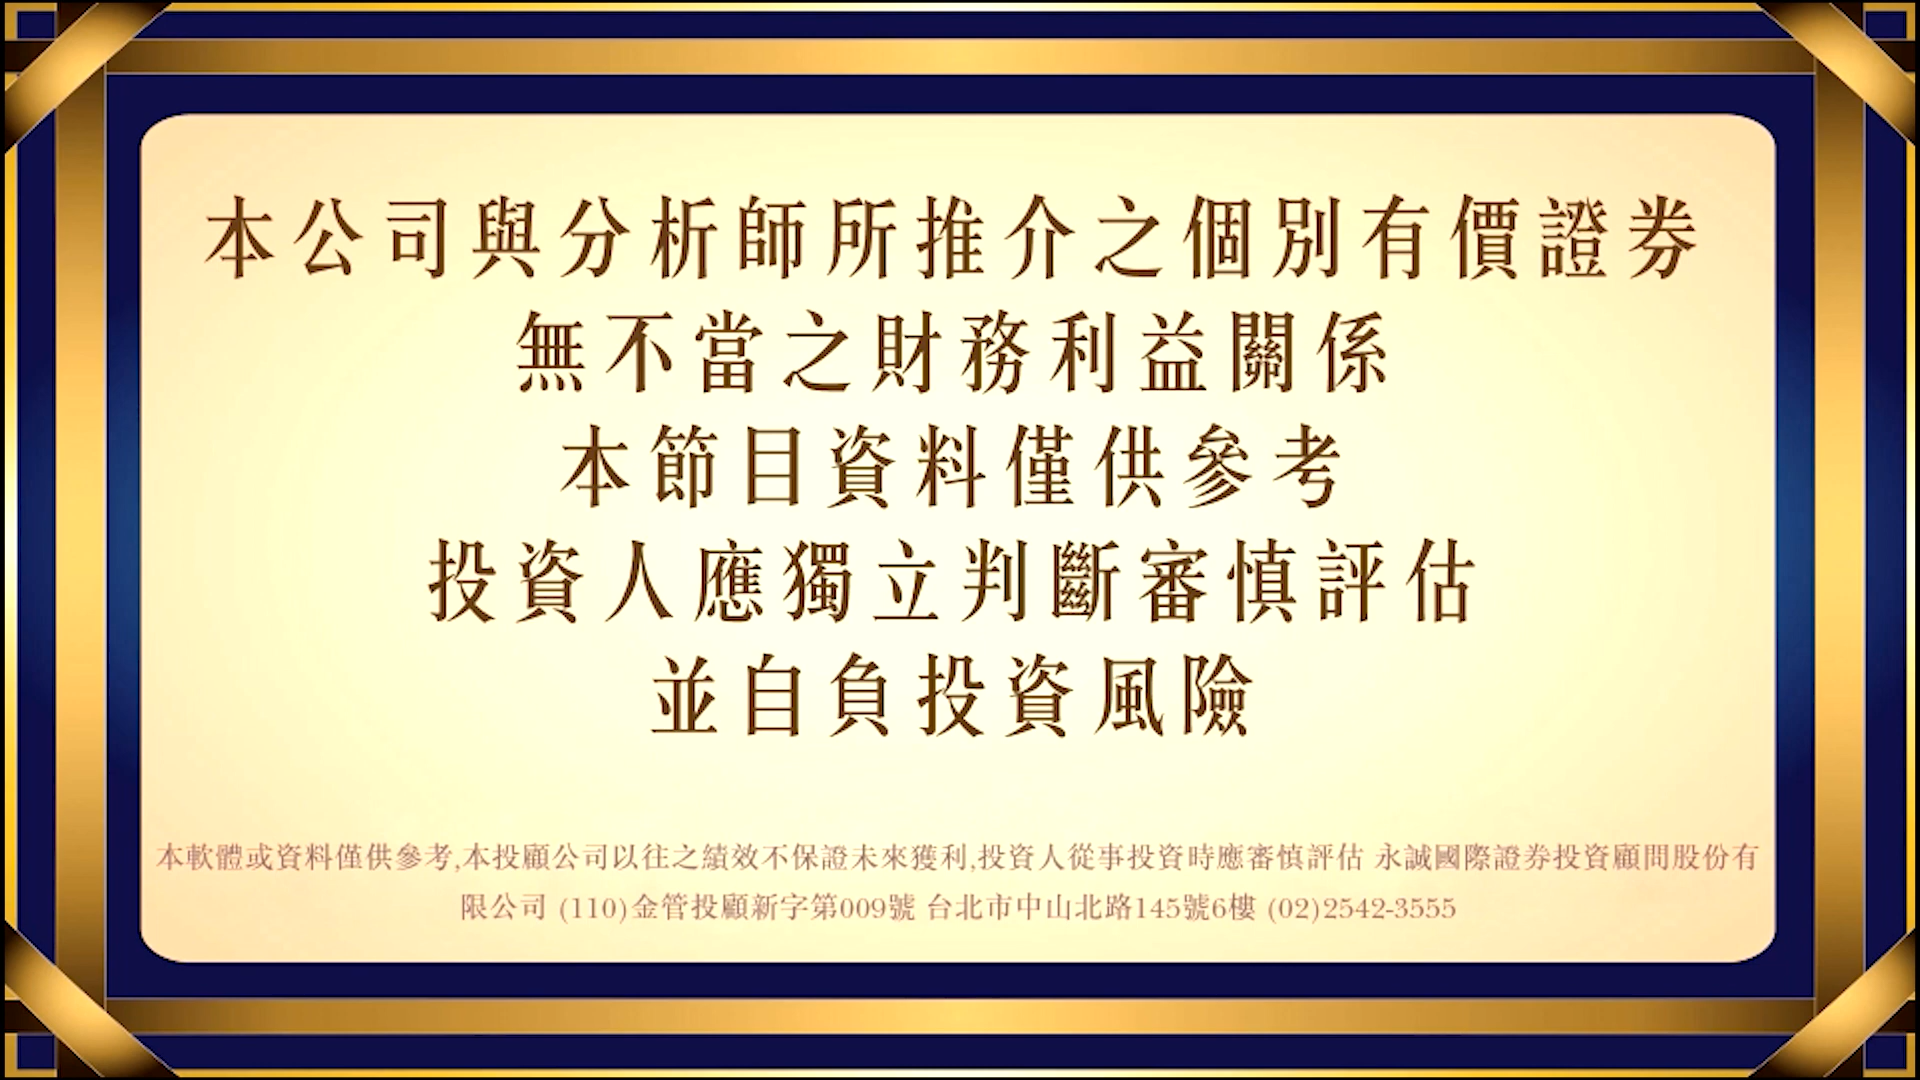 本公司與分析師所推介之個別有價證券
無不當之財務利益關係
本節目資料僅供參考
投資人應獨立判斷審慎評估
並自負投資風險
本軟體或資料僅供參考,本投顧公司以往之績效不保證未來獲利,投資人從事投資時應審慎評估 永誠國際證券投資顧問股份有
限公司 (110)金管投顧新字第009號 台北市中山北路145號6樓 (02)2542-3555